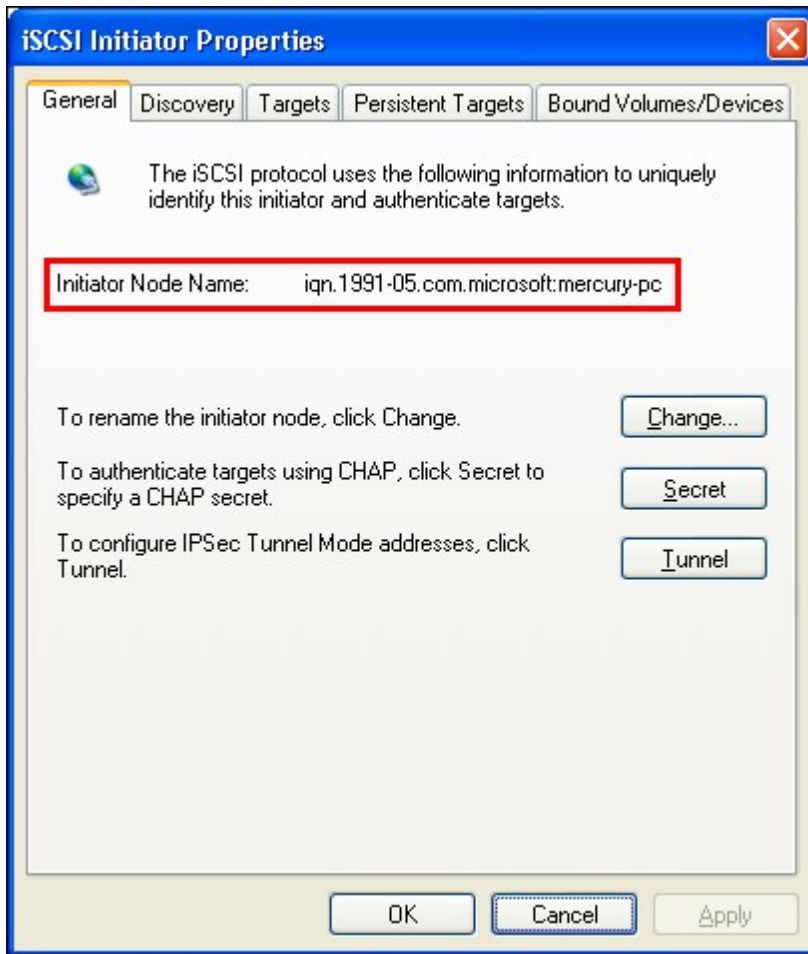 iSCSI Initiator Properties
General Discovery Targets Persistent Targets Bound Volumes/Devices
The iSCSI protocol uses the following information to uniquely
identify this initiator and authenticate targets.
Initiator Node Name: iqn.1991-05.com.microsoft:mercury-pc
To rename the initiator node, click Change.
Change...
To authenticate targets using CHAP, click Secret to
specify a CHAP secret.
Secret
To configure IPSec Tunnel Mode addresses, click
Tunnel.
Tunnel
OK Cancel Apply